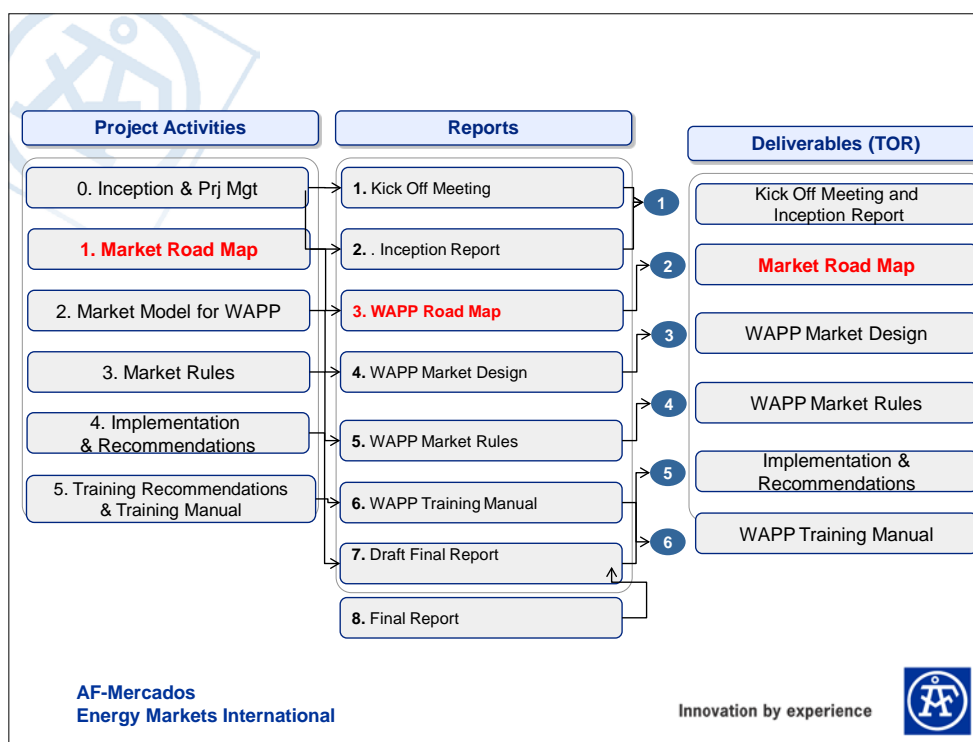 Project Activities
Reports
Deliverables (TOR)
0. Inception & Prj Mgt
1. Market Road Map
2. Market Model for WAPP
3. Market Rules
4. Implementation
& Recommendations
5. Training Recommendations
& Training Manual
1. Kick Off Meeting
2. . Inception Report
3. WAPP Road Map
4. WAPP Market Design
5. WAPP Market Rules
6. WAPP Training Manual
7. Draft Final Report
8. Final Report
1
2
3
4
5
6
Kick Off Meeting and
Inception Report
Market Road Map
WAPP Market Design
WAPP Market Rules
Implementation &
Recommendations
WAPP Training Manual
AF-Mercados
Energy Markets International
Innovation by experience
ÅF